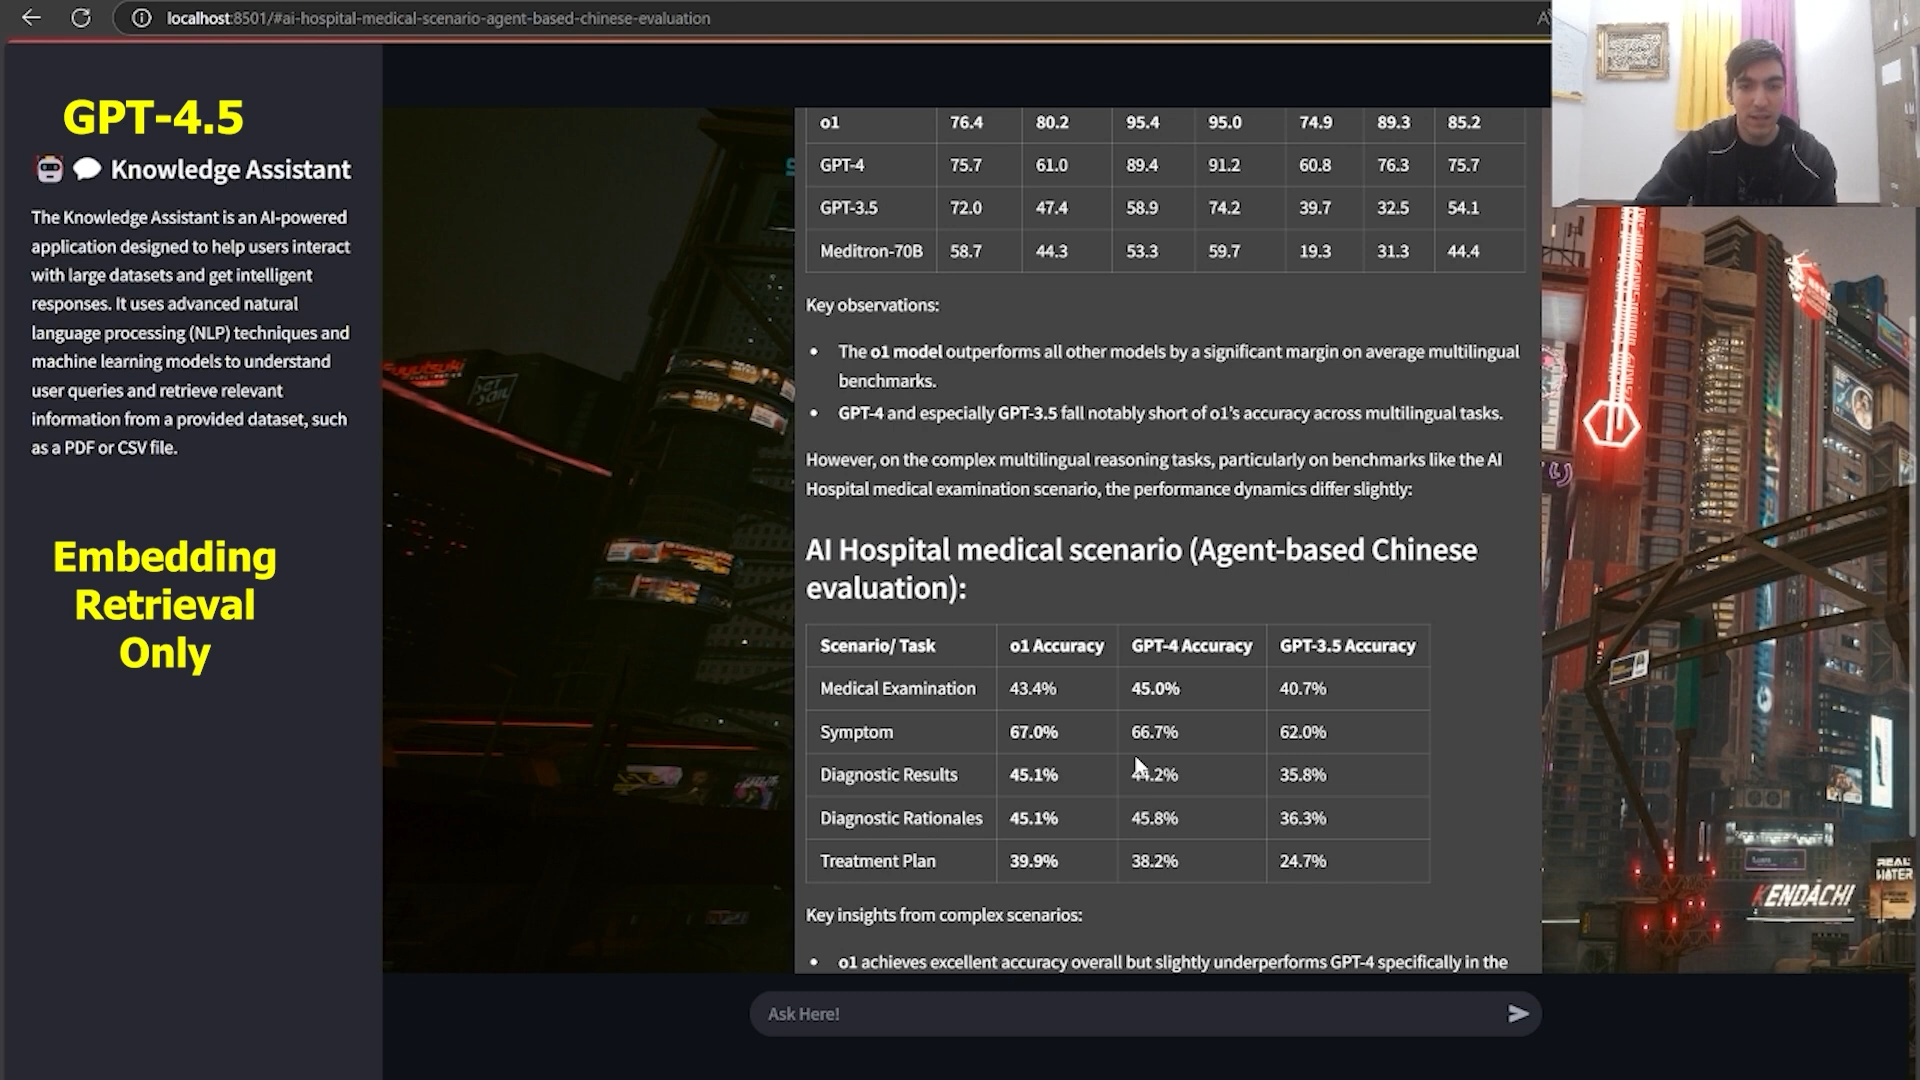 localhost:8501/#ai-hospital-medical-scenario-agent-based-chinese-evaluation
GPT-4.5
Knowledge Assistant
The Knowledge Assistant is an AI-powered
application designed to help users interact
with large datasets and get intelligent
responses. It uses advanced natural
language processing (NLP) techniques and
machine learning models to understand
user queries and retrieve relevant
information from a provided dataset, such
as a PDF or CSV file.
Embedding
Retrieval
Only
o1 76.4 80.2 95.4 95.0 74.9 89.3 85.2
GPT-4 75.7 61.0 89.4 91.2 60.8 76.3 75.7
GPT-3.5 72.0 47.4 58.9 74.2 39.7 32.5 54.1
Meditron-70B 58.7 44.3 53.3 59.7 19.3 31.3 44.4
Key observations:
• The o1 model outperforms all other models by a significant margin on average multilingual
benchmarks.
• GPT-4 and especially GPT-3.5 fall notably short of o1's accuracy across multilingual tasks.
However, on the complex multilingual reasoning tasks, particularly on benchmarks like the AI
Hospital medical examination scenario, the performance dynamics differ slightly:
AI Hospital medical scenario (Agent-based Chinese
evaluation):
Scenario/ Task o1 Accuracy GPT-4 Accuracy GPT-3.5 Accuracy
Medical Examination 43.4% 45.0% 40.7%
Symptom 67.0% 66.7% 62.0%
Diagnostic Results 45.1% 44.2% 35.8%
Diagnostic Rationales 45.1% 45.8% 36.3%
Treatment Plan 39.9% 38.2% 24.7%
Key insights from complex scenarios:
• o1 achieves excellent accuracy overall but slightly underperforms GPT-4 specifically in the
Ask Here!
REAL
WATER
KENDACHI